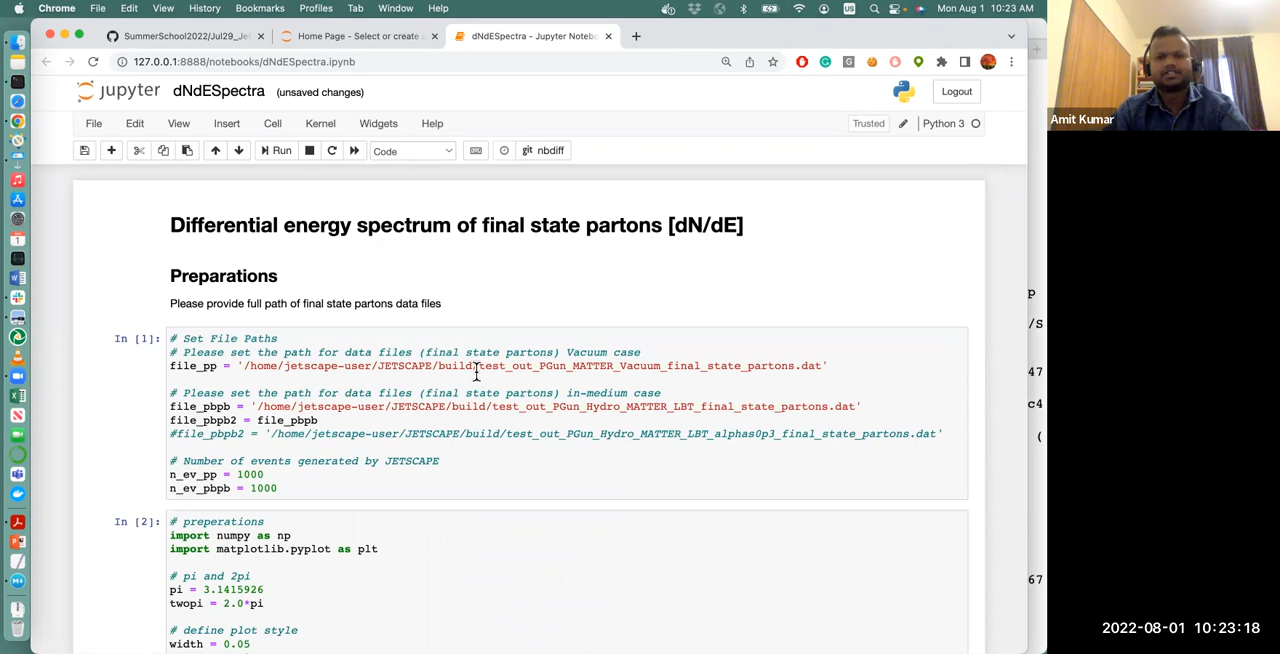 Chrome File Edit View History Bookmarks Profiles Tab Window Help US Mon Aug 1 10:23 AM
SummerSchool2022/Jul29_Jet Home Page - Select or create a dNdESpectra - Jupyter Noteboo
127.0.0.1:8888/notebooks/dNdESpectra.ipynb
jupyter dNdESpectra (unsaved changes) Logout
File Edit View Insert Cell Kernel Widgets Help Trusted Python 3
Run Code git nbdiff
Differential energy spectrum of final state partons [dN/dE]
Preparations
Please provide full path of final state partons data files
In [1]: # Set File Paths
# Please set the path for data files (final state partons) Vacuum case
file_pp = '/home/jetscape-user/JETSCAPE/build/test_out_PGun_MATTER_Vacuum_final_state_partons.dat'
# Please set the path for data files (final state partons) in-medium case
file_pbpb = '/home/jetscape-user/JETSCAPE/build/test_out_PGun_Hydro_MATTER_LBT_final_state_partons.dat'
file_pbpb2 = file_pbpb
#file_pbpb2 = '/home/jetscape-user/JETSCAPE/build/test_out_PGun_Hydro_MATTER_LBT_alphas0p3_final_state_partons.dat'
# Number of events generated by JETSCAPE
n_ev_pp = 1000
n_ev_pbpb = 1000
In [2]: # preperations
import numpy as np
import matplotlib.pyplot as plt
# pi and 2pi
pi = 3.1415926
twopi = 2.0*pi
# define plot style
width = 0.05
Amit Kumar
p
/S
47
c4
(
67
2022-08-01 10:23:18